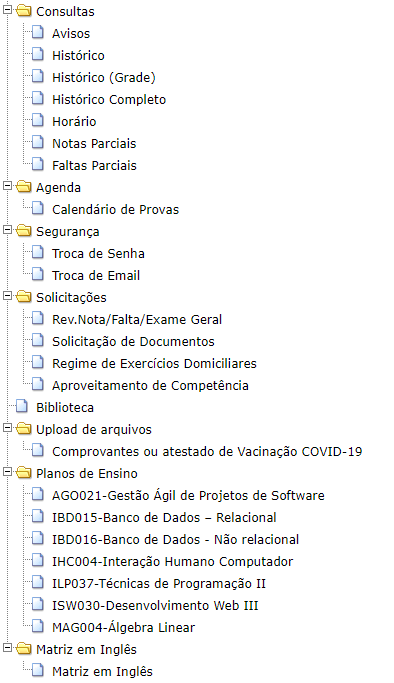 Consultas
Avisos
Histórico
Histórico (Grade)
Histórico Completo
Horário
Notas Parciais
Faltas Parciais
Agenda
Calendário de Provas
Segurança
Troca de Senha
Troca de Email
Solicitações
Rev.Nota/Falta/Exame Geral
Solicitação de Documentos
Regime de Exercícios Domiciliares
Aproveitamento de Competência
Biblioteca
Upload de arquivos
Comprovantes ou atestado de Vacinação COVID-19
Planos de Ensino
AGO021-Gestão Ágil de Projetos de Software
IBD015-Banco de Dados – Relacional
IBD016-Banco de Dados - Não relacional
IHC004-Interação Humano Computador
ILP037-Técnicas de Programação II
ISW030-Desenvolvimento Web III
MAG004-Álgebra Linear
Matriz em Inglês
Matriz em Inglês